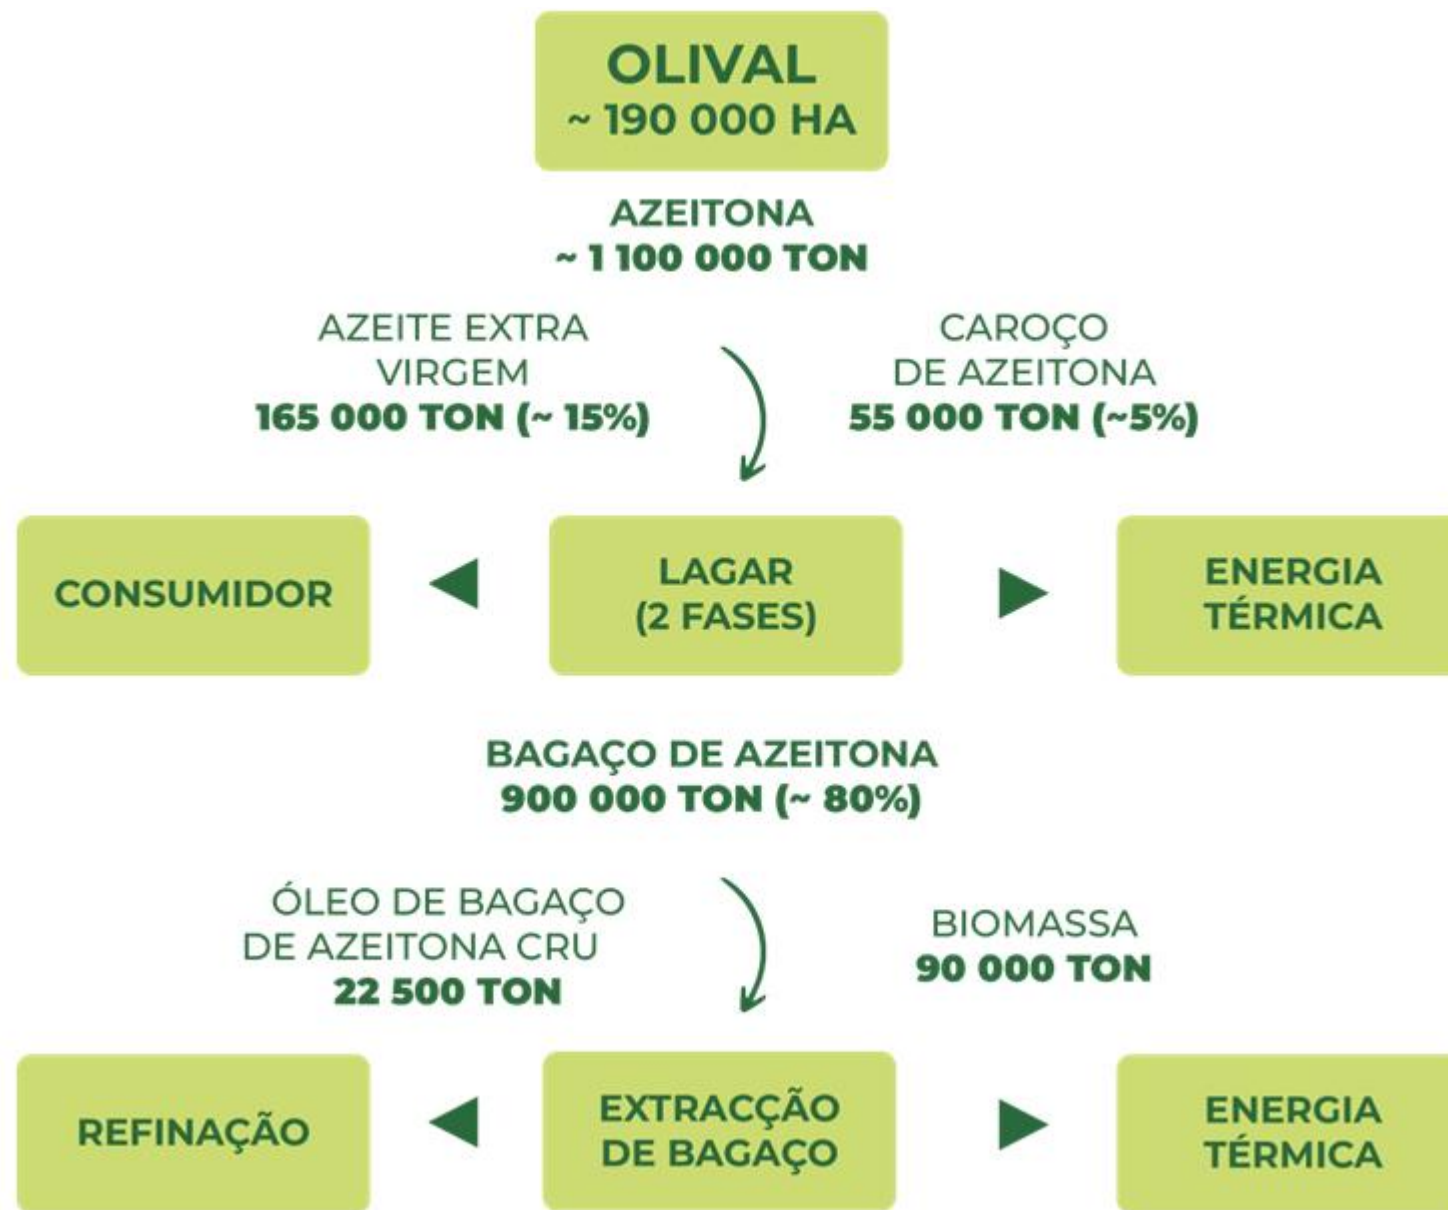 OLIVAL
~ 190 000 HA
AZEITONA
~ 1 100 000 TON
AZEITE EXTRA
VIRGEM
165 000 TON (~ 15%)
CAROÇO
DE AZEITONA
55 000 TON (~5%)
CONSUMIDOR
LAGAR
(2 FASES)
ENERGIA
TÉRMICA
BAGAÇO DE AZEITONA
900 000 TON (~ 80%)
ÓLEO DE BAGAÇO
DE AZEITONA CRU
22 500 TON
BIOMASSA
90 000 TON
REFINAÇÃO
EXTRACÇÃO
DE BAGAÇO
ENERGIA
TÉRMICA